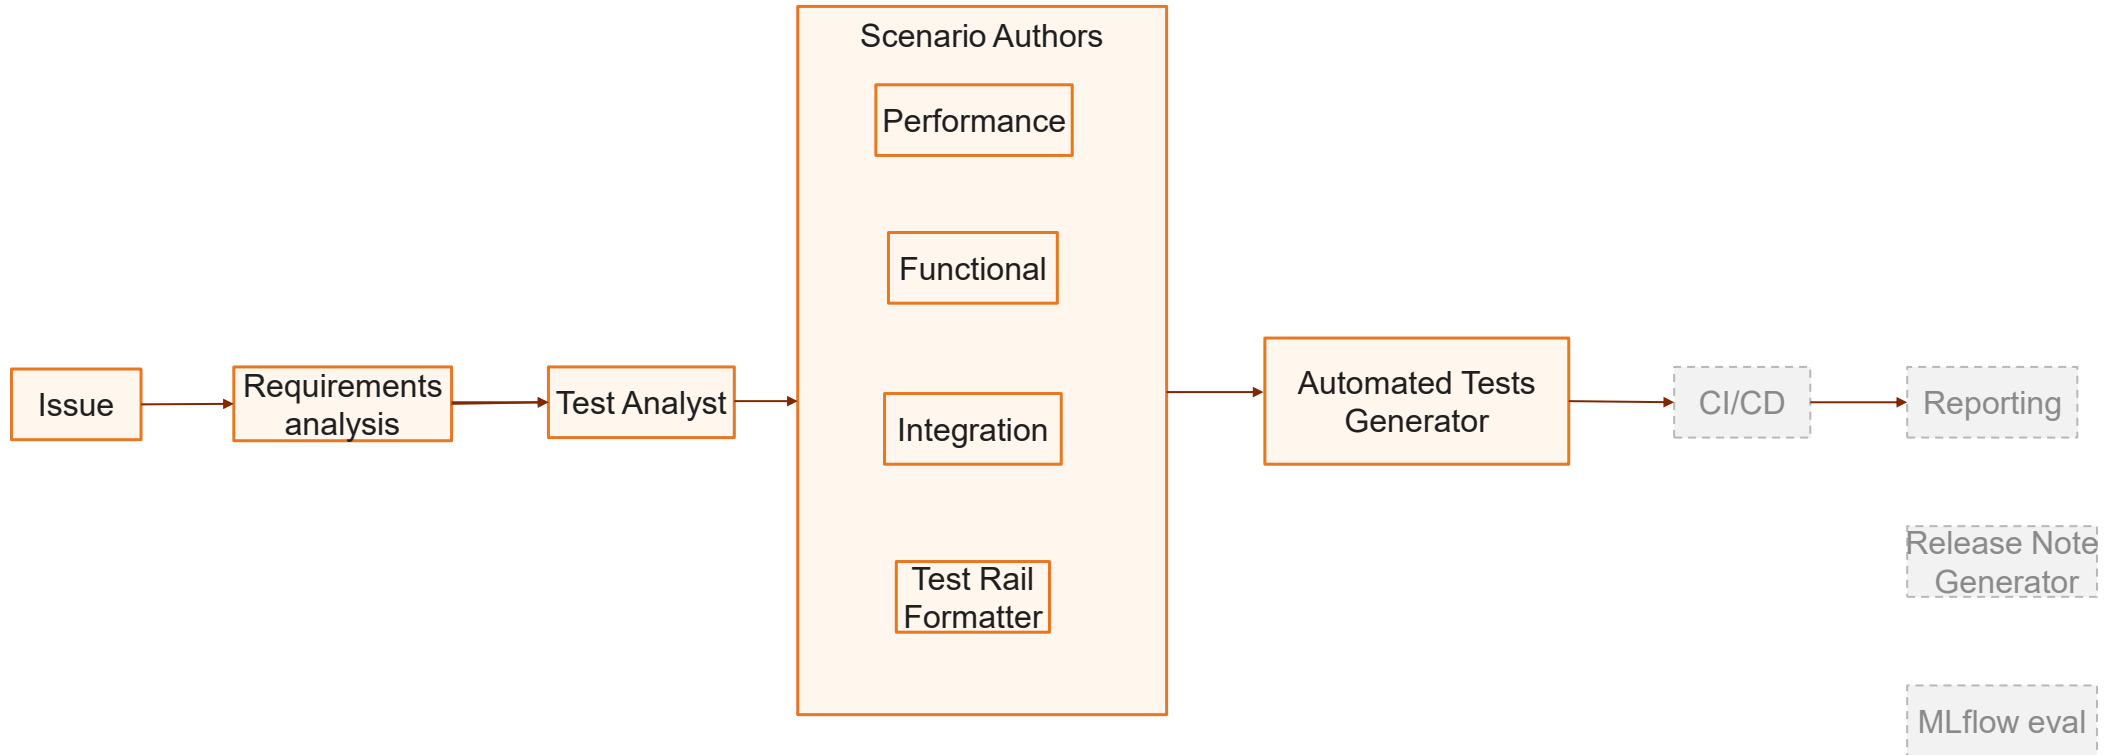 Scenario Authors
Performance
Functional
Integration
Test Rail
Formatter
Issue
Requirements
analysis
Test Analyst
Automated Tests
Generator
CI/CD
Reporting
Release Note
Generator
MLflow eval